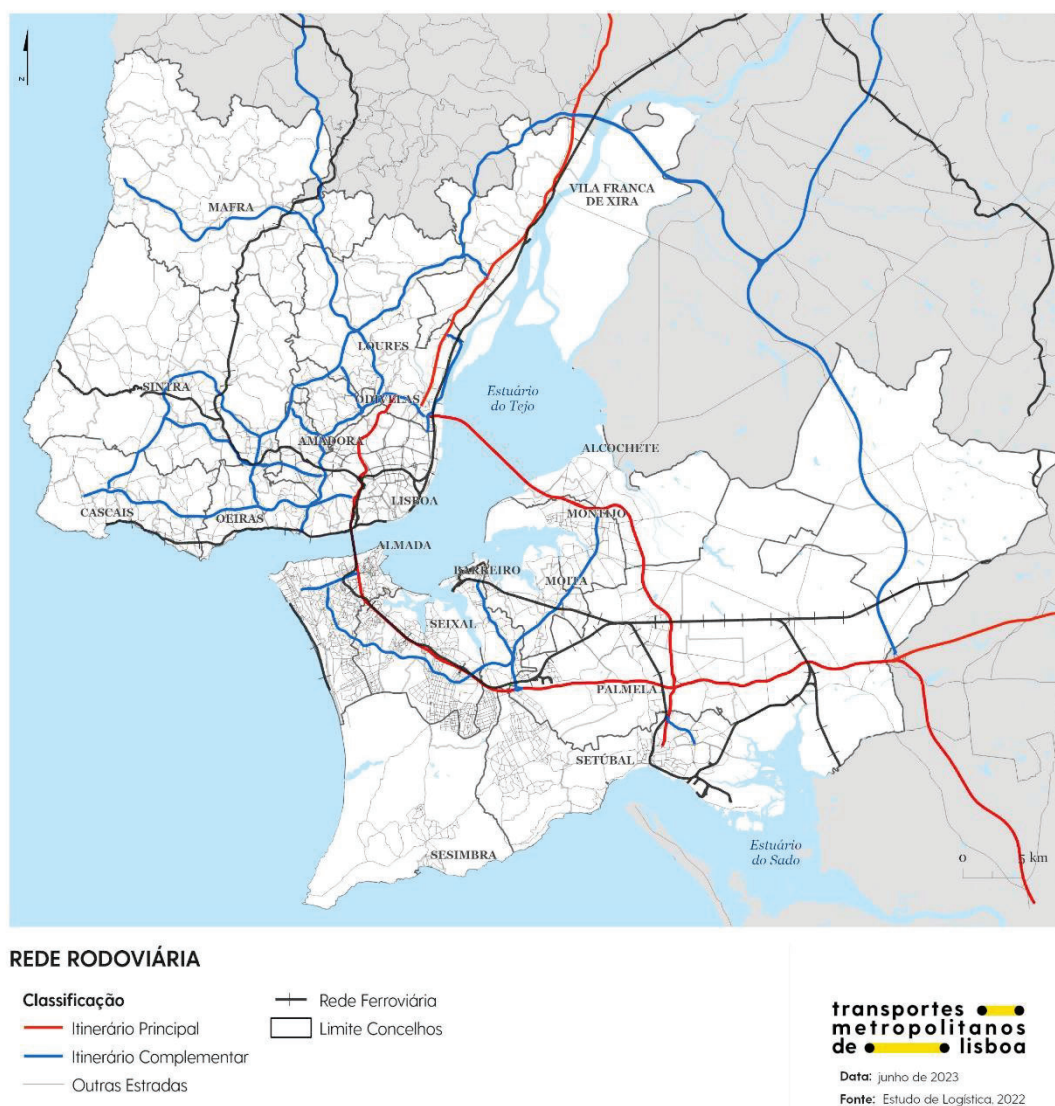 N
VILA FRANCA
DE XIRA
MAFRA
LOURES
Estuário
do Tejo
SINTRA
ODIVELAS
AMADORA
ALCOCHETE
LISBOA
CASCAIS
OEIRAS
MONTIJO
ALMADA
BARREIRO
MOITA
SEIXAL
PALMELA
SETÚBAL
SESIMBRA
Estuário
do Sado
0 5 km
REDE RODOVIÁRIA
Classificação
Itinerário Principal
Itinerário Complementar
Outras Estradas
Rede Ferroviária
Limite Concelhos
transportes
metropolitanos
de lisboa
Data: junho de 2023
Fonte: Estudo de Logística, 2022